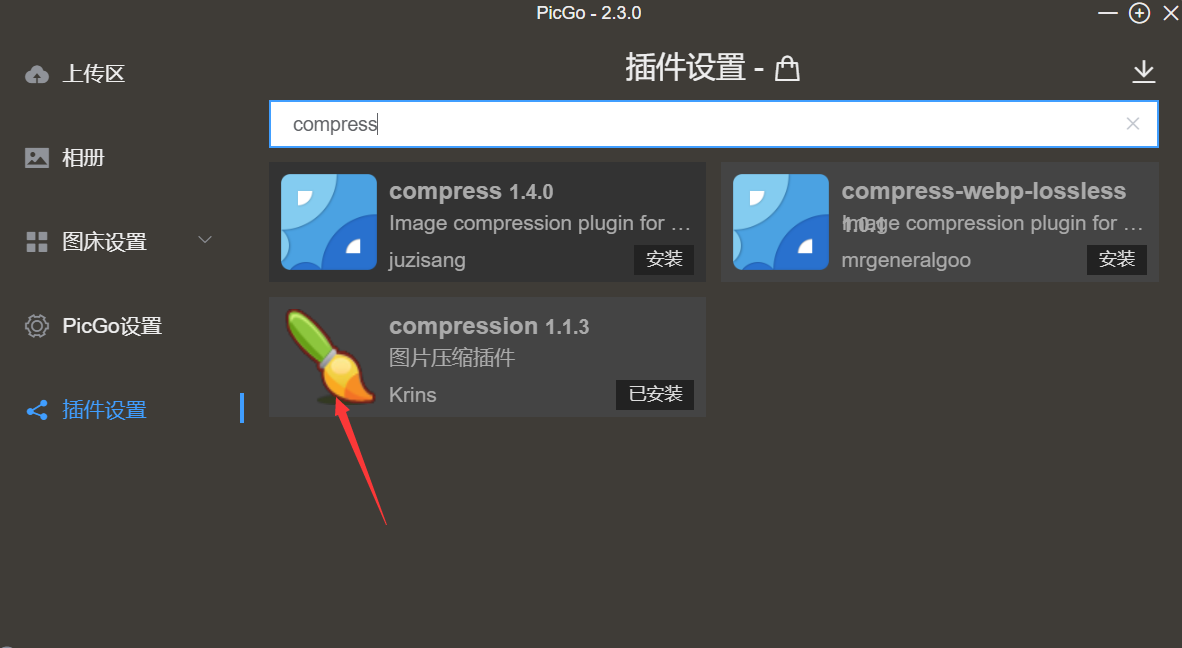 PicGo - 2.3.0
上传区
相册
图床设置
PicGo设置
插件设置
插件设置 -
compress
compress 1.4.0
Image compression plugin for ...
juzisang
安装
compress-webp-lossless
1.0.1
Image compression plugin for ...
mrgeneralgoo
安装
compression 1.1.3
图片压缩插件
Krins
已安装